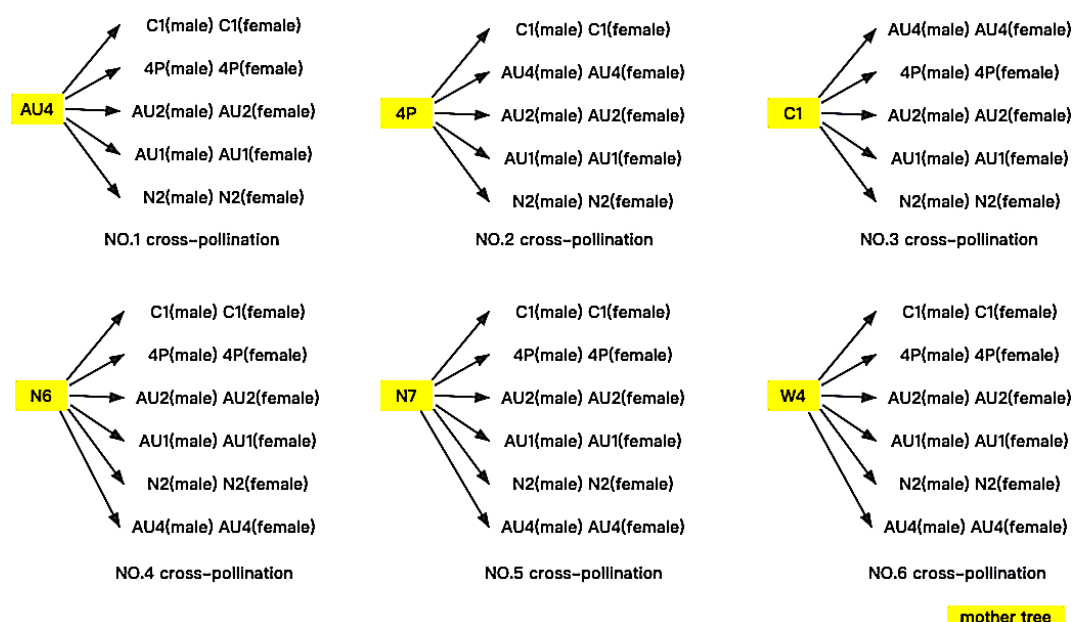 C1(male) C1(female)
4P(male) 4P(female)
AU4
AU2(male) AU2(female)
AU1(male) AU1(female)
N2(male) N2(female)
NO.1 cross-pollination
C1(male) C1(female)
AU4(male) AU4(female)
4P
AU2(male) AU2(female)
AU1(male) AU1(female)
N2(male) N2(female)
NO.2 cross-pollination
AU4(male) AU4(female)
4P(male) 4P(female)
C1
AU2(male) AU2(female)
AU1(male) AU1(female)
N2(male) N2(female)
NO.3 cross-pollination
C1(male) C1(female)
4P(male) 4P(female)
N6
AU2(male) AU2(female)
AU1(male) AU1(female)
N2(male) N2(female)
AU4(male) AU4(female)
NO.4 cross-pollination
C1(male) C1(female)
4P(male) 4P(female)
N7
AU2(male) AU2(female)
AU1(male) AU1(female)
N2(male) N2(female)
AU4(male) AU4(female)
NO.5 cross-pollination
C1(male) C1(female)
4P(male) 4P(female)
W4
AU2(male) AU2(female)
AU1(male) AU1(female)
N2(male) N2(female)
AU4(male) AU4(female)
NO.6 cross-pollination
mother tree